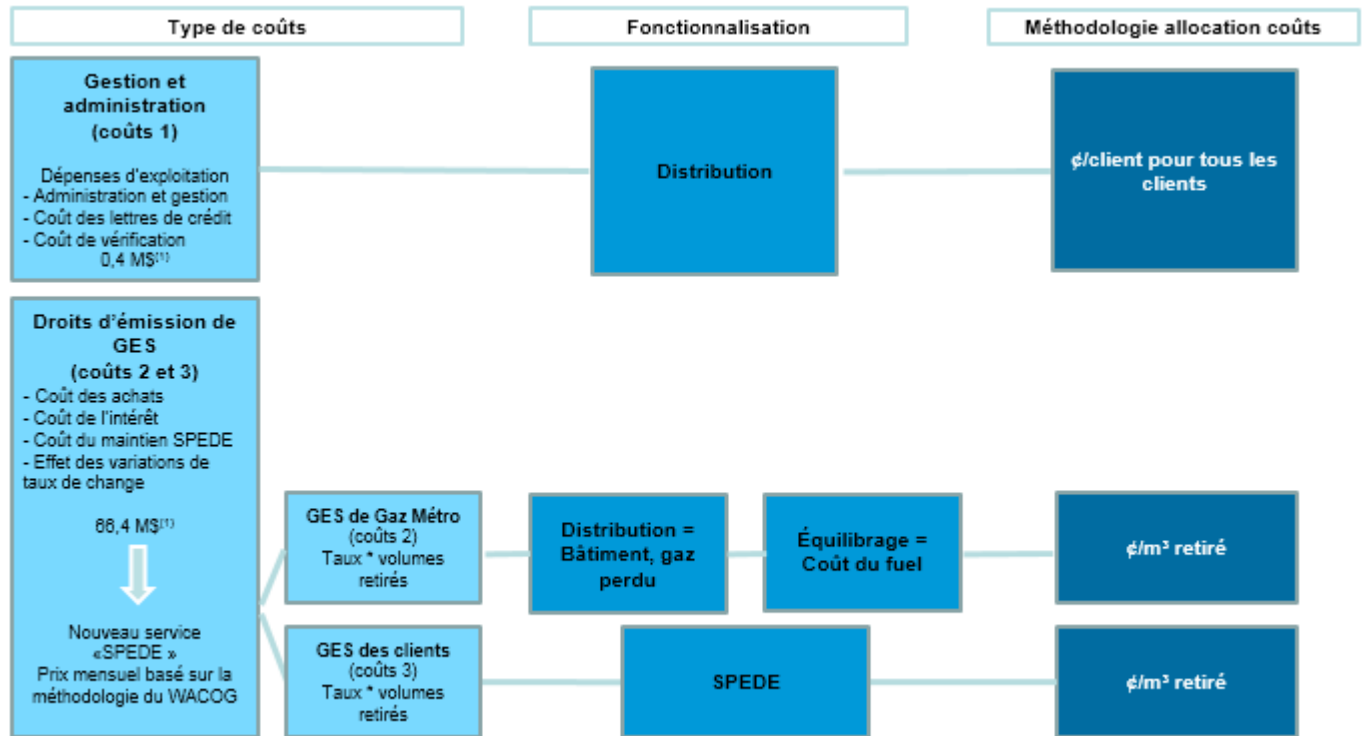 Type de coûts
Fonctionnalisation
Méthodologie allocation coûts
Gestion et
administration
(coûts 1)
Dépenses d'exploitation
- Administration et gestion
- Coût des lettres de crédit
- Coût de vérification
0,4 M$⁽¹⁾
Distribution
¢/client pour tous les
clients
Droits d'émission de
GES
(coûts 2 et 3)
- Coût des achats
- Coût de l'intérêt
- Coût du maintien SPEDE
- Effet des variations de
taux de change
66,4 M$⁽¹⁾
Nouveau service
«SPEDE »
Prix mensuel basé sur la
méthodologie du WACOG
GES de Gaz Métro
(coûts 2)
Taux * volumes
retirés
Distribution =
Bâtiment, gaz
perdu
Équilibrage =
Coût du fuel
¢/m³ retiré
GES des clients
(coûts 3)
Taux * volumes
retirés
SPEDE
¢/m³ retiré